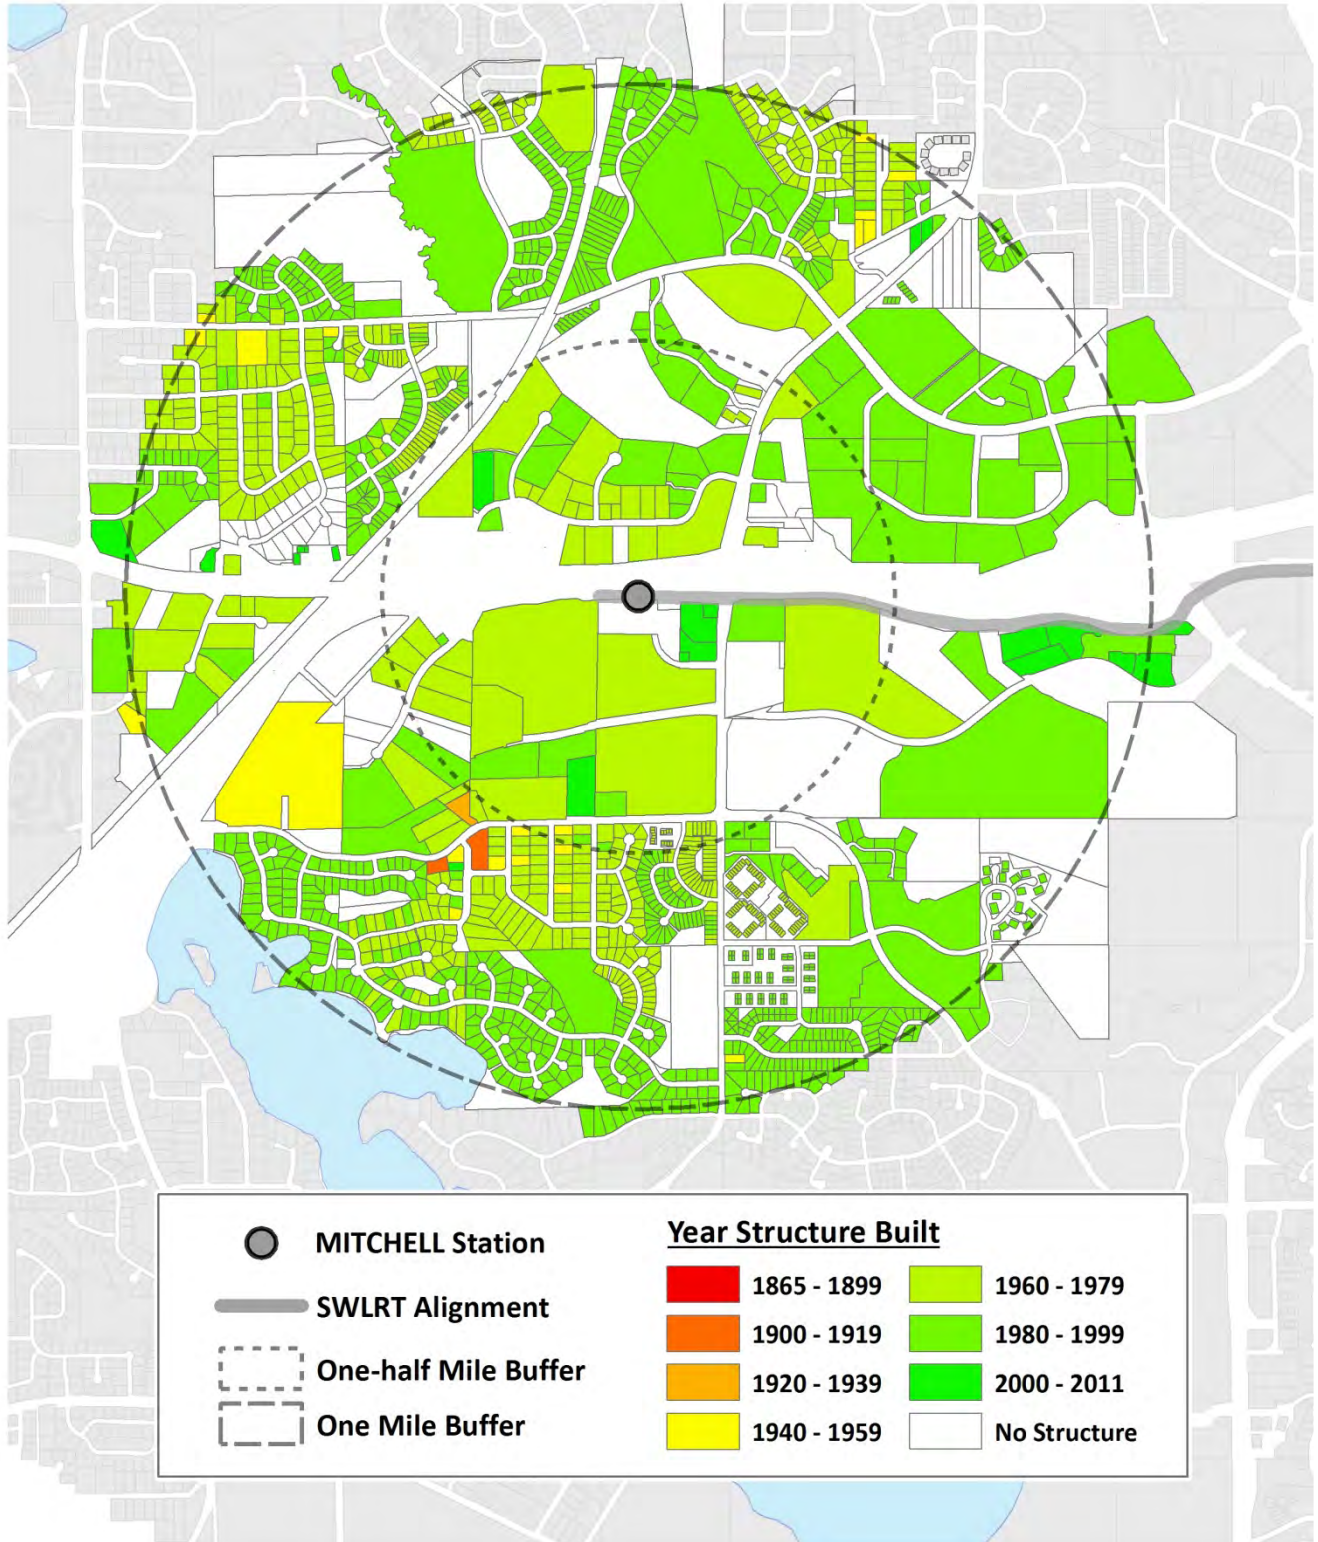 MITCHELL Station
SWLRT Alignment
One-half Mile Buffer
One Mile Buffer
Year Structure Built
1865 - 1899
1900 - 1919
1920 - 1939
1940 - 1959
1960 - 1979
1980 - 1999
2000 - 2011
No Structure